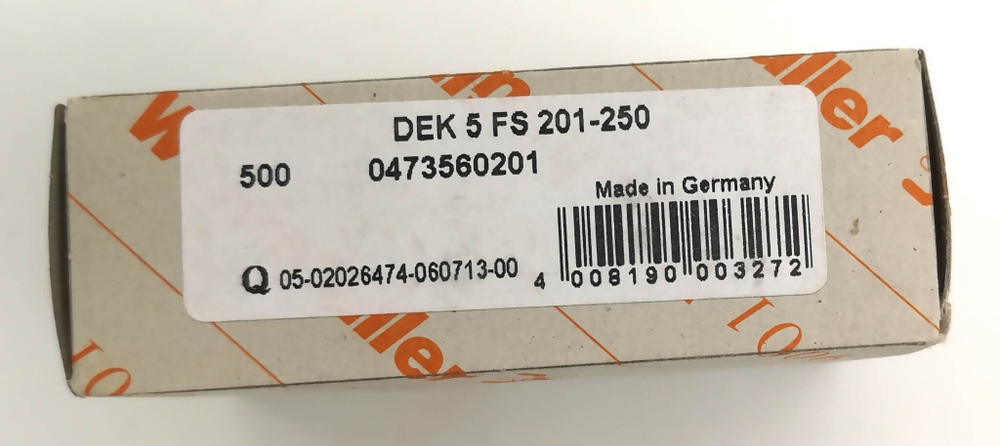 DEK 5 FS 201-250
500 0473560201
Made in Germany
Q 05-02026474-060713-00
4 008190 003272